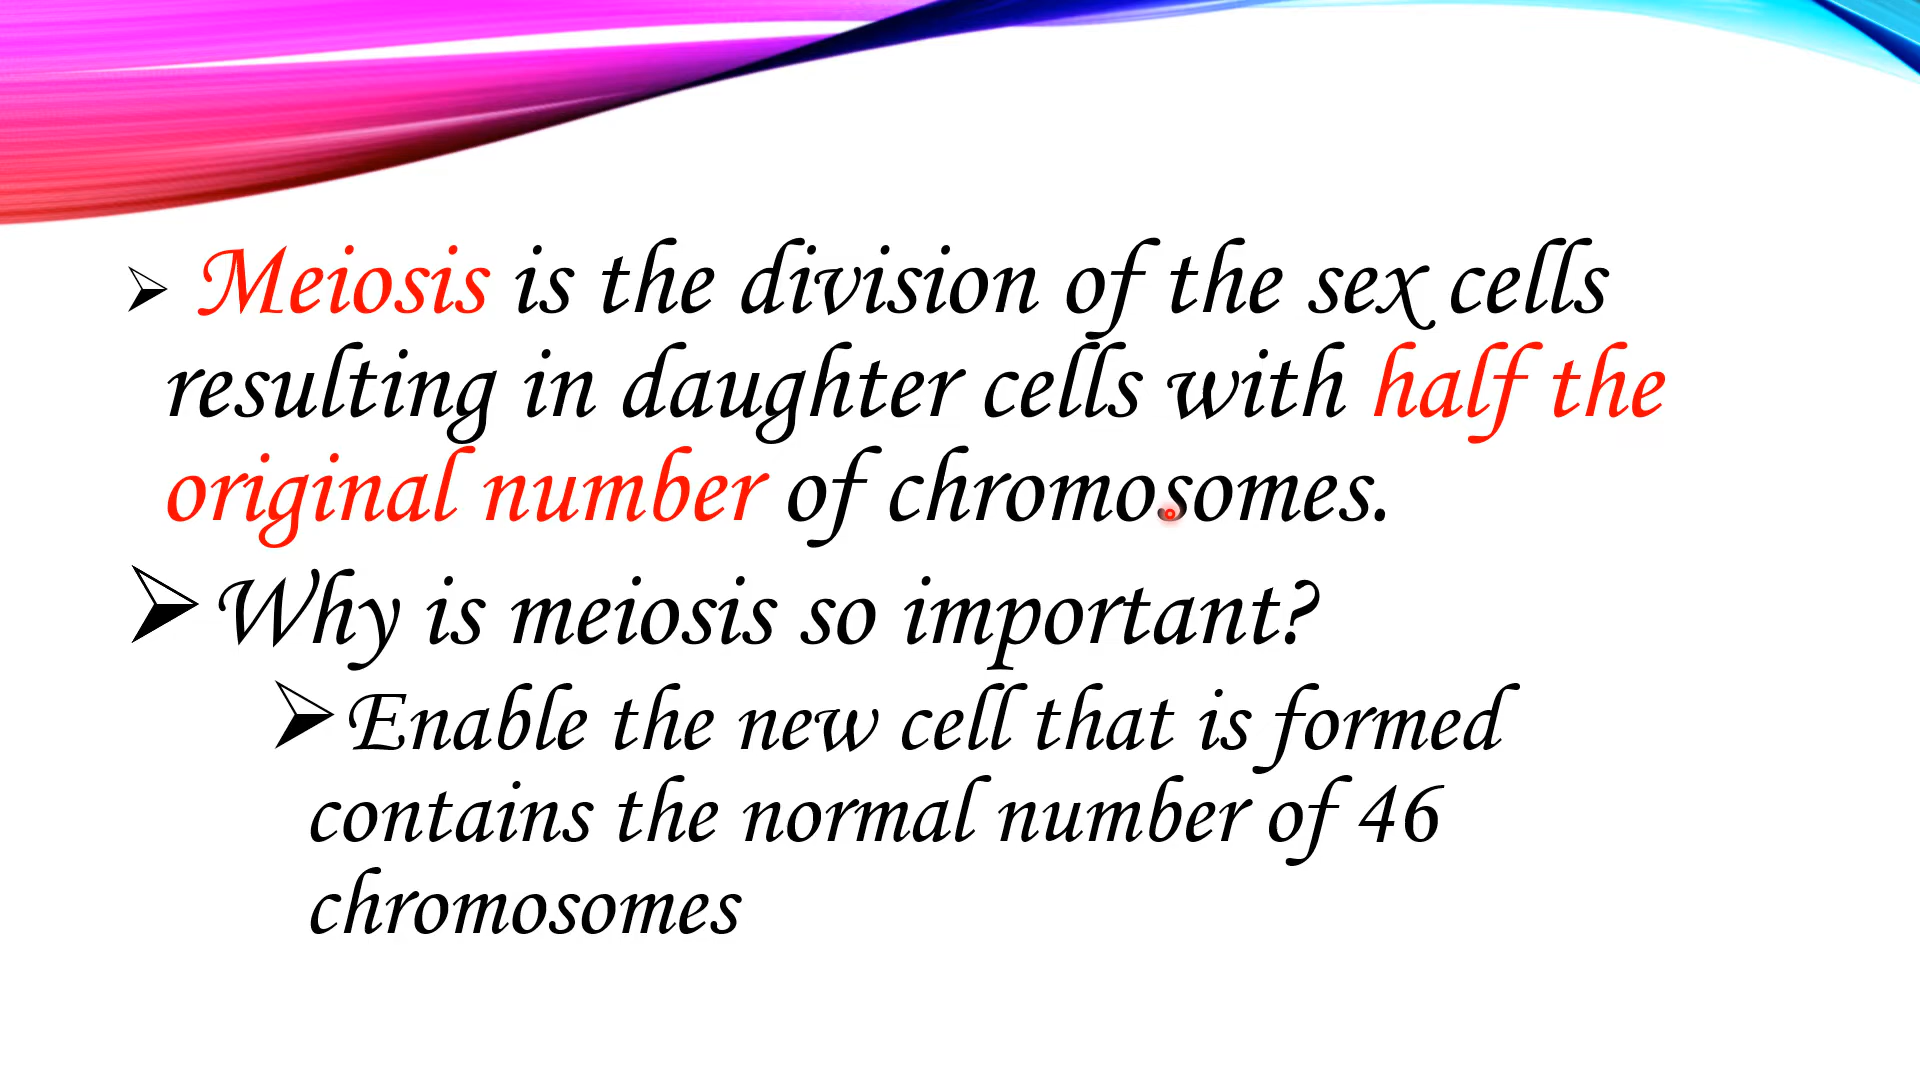 Meiosis is the division of the sex cells
resulting in daughter cells with half the
original number of chromosomes.
Why is meiosis so important?
Enable the new cell that is formed
contains the normal number of 46
chromosomes